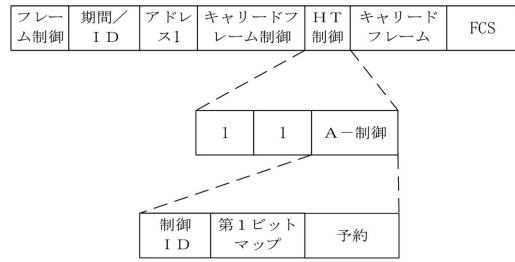 フレー
ム制御
期間／
ID
アドレ
ス1
キャリードフ
レーム制御
HT
制御
キャリード
フレーム
FCS
1
1
A－制御
制御
ID
第1ビット
マップ
予約